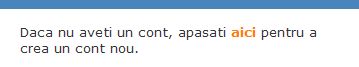 Daca nu aveti un cont, apasati aici pentru a
crea un cont nou.